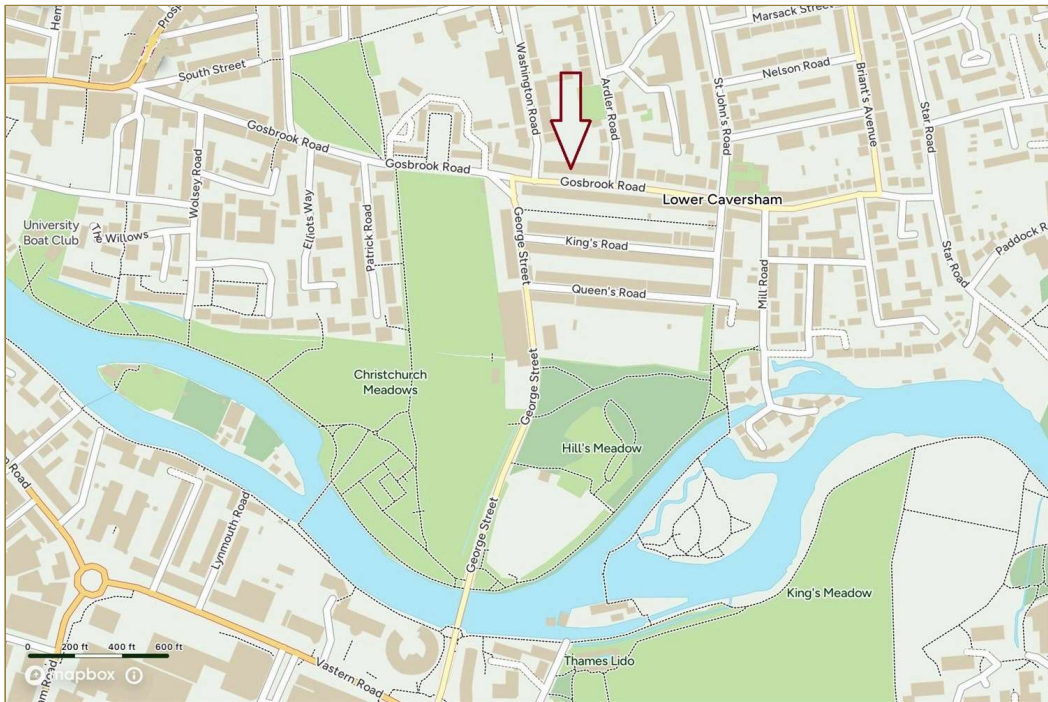 Marsack Street
South Street
Nelson Road
Washington Road
Ardler Road
St John's Road
Briant's Avenue
Star Road
Gosbrook Road
Gosbrook Road
Gosbrook Road
Lower Caversham
Wolsey Road
Eliots Way
Patrick Road
University
Boat Club
The Willows
George Street
King's Road
Queen's Road
Mill Road
Star Road
Paddock R
Christchurch
Meadows
George Street
Hill's Meadow
Lynmouth Road
George Street
King's Meadow
Vastern Road
Thames Lido
0 200 ft 400 ft 600 ft
mapbox